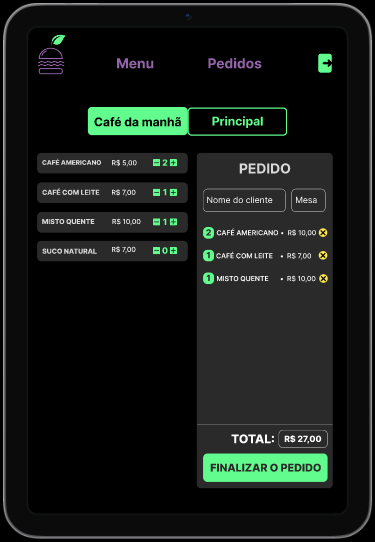 Menu Pedidos
Café da manhã Principal
CAFÉ AMERICANO R$ 5,00 2
CAFÉ COM LEITE R$ 7,00 1
MISTO QUENTE R$ 10,00 1
SUCO NATURAL R$ 7,00 0
PEDIDO
Nome do cliente Mesa
2 CAFÉ AMERICANO • R$ 10,00
1 CAFÉ COM LEITE • R$ 7,00
1 MISTO QUENTE • R$ 10,00
TOTAL: R$ 27,00
FINALIZAR O PEDIDO